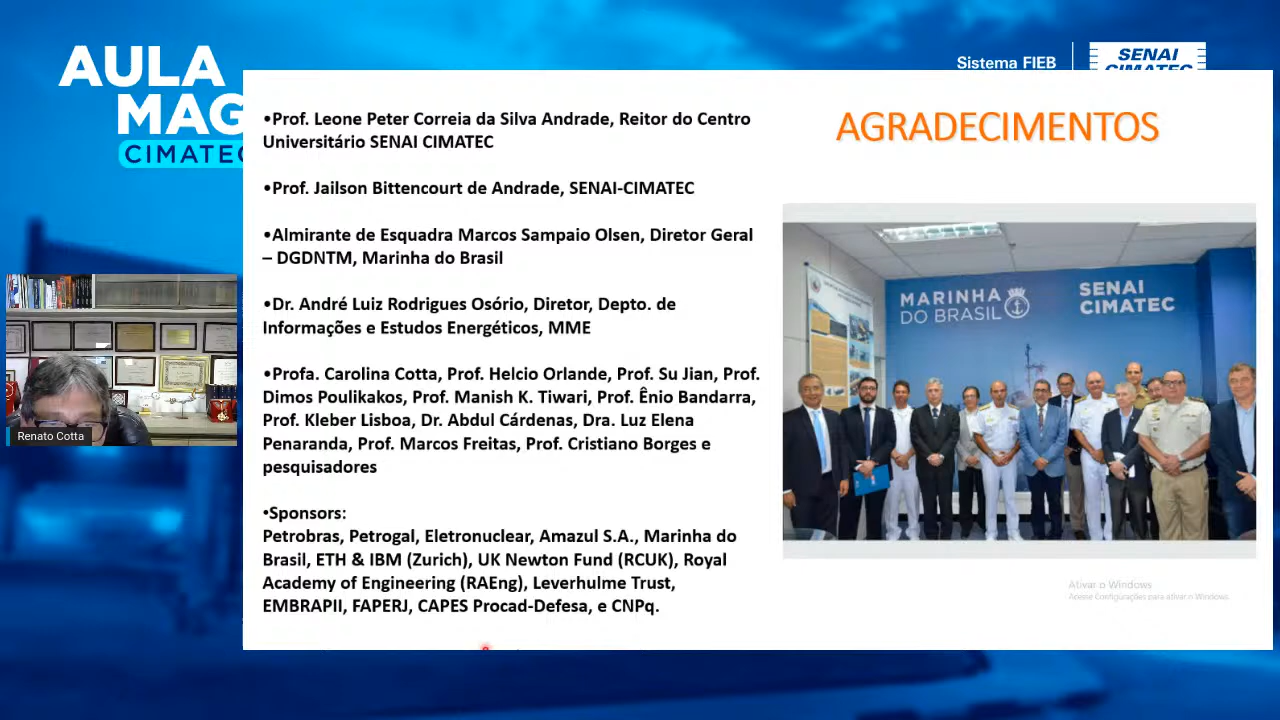 AULA
MAG
CIMATEC
Sistema FIEB
SENAI
CIMATEC
•Prof. Leone Peter Correia da Silva Andrade, Reitor do Centro
Universitário SENAI CIMATEC
•Prof. Jailson Bittencourt de Andrade, SENAI-CIMATEC
•Almirante de Esquadra Marcos Sampaio Olsen, Diretor Geral
– DGDNTM, Marinha do Brasil
•Dr. André Luiz Rodrigues Osório, Diretor, Depto. de
Informações e Estudos Energéticos, MME
•Profa. Carolina Cotta, Prof. Helcio Orlande, Prof. Su Jian, Prof.
Dimos Poulikakos, Prof. Manish K. Tiwari, Prof. Ênio Bandarra,
Prof. Kleber Lisboa, Dr. Abdul Cárdenas, Dra. Luz Elena
Penaranda, Prof. Marcos Freitas, Prof. Cristiano Borges e
pesquisadores
•Sponsors:
Petrobras, Petrogal, Eletronuclear, Amazul S.A., Marinha do
Brasil, ETH & IBM (Zurich), UK Newton Fund (RCUK), Royal
Academy of Engineering (RAEng), Leverhulme Trust,
EMBRAPII, FAPERJ, CAPES Procad-Defesa, e CNPq.
AGRADECIMENTOS
MARINHA
DO BRASIL
SENAI
CIMATEC
Ativar o Windows
Acesse Configurações para ativar o Windows.
Renato Cotta